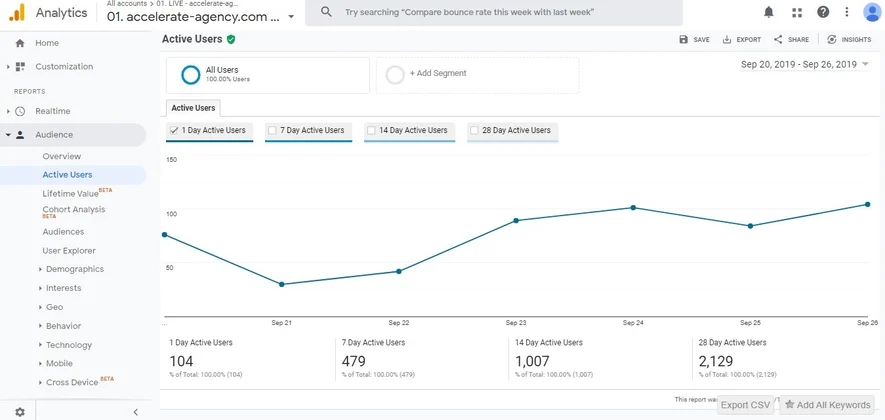 Analytics
All accounts > 01. LIVE - accelerate-ag...
01. accelerate-agency.com ...
Try searching “Compare bounce rate this week with last week”
Home
Customization
REPORTS
Realtime
Audience
Overview
Active Users
Lifetime Value BETA
Cohort Analysis
BETA
Audiences
User Explorer
Demographics
Interests
Geo
Behavior
Technology
Mobile
Cross Device BETA
Active Users
SAVE
EXPORT
SHARE
INSIGHTS
All Users
100.00% Users
+ Add Segment
Sep 20, 2019 - Sep 26, 2019
Active Users
1 Day Active Users
7 Day Active Users
14 Day Active Users
28 Day Active Users
150
100
50
...
Sep 21
Sep 22
Sep 23
Sep 24
Sep 25
Sep 26
1 Day Active Users
104
% of Total: 100.00% (104)
7 Day Active Users
479
% of Total: 100.00% (479)
14 Day Active Users
1,007
% of Total: 100.00% (1,007)
28 Day Active Users
2,129
% of Total: 100.00% (2,129)
This report was
Export CSV
Add All Keywords